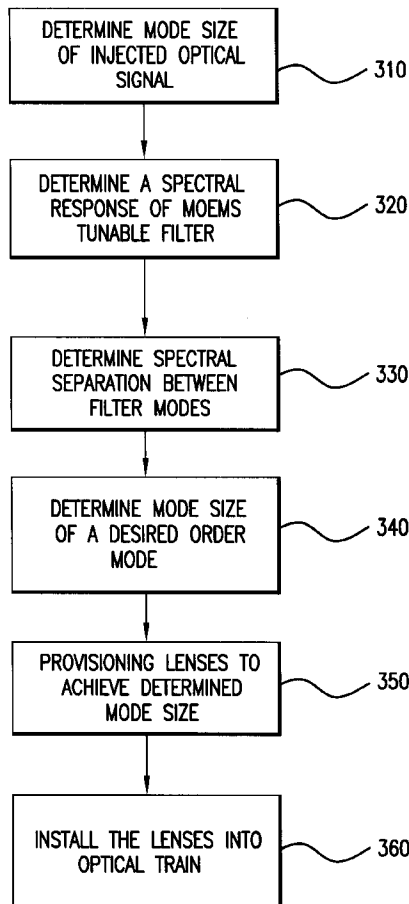 DETERMINE MODE SIZE
OF INJECTED OPTICAL
SIGNAL
310
DETERMINE A SPECTRAL
RESPONSE OF MOEMS
TUNABLE FILTER
320
DETERMINE SPECTRAL
SEPARATION BETWEEN
FILTER MODES
330
DETERMINE MODE SIZE
OF A DESIRED ORDER
MODE
340
PROVISIONING LENSES TO
ACHIEVE DETERMINED
MODE SIZE
350
INSTALL THE LENSES INTO
OPTICAL TRAIN
360